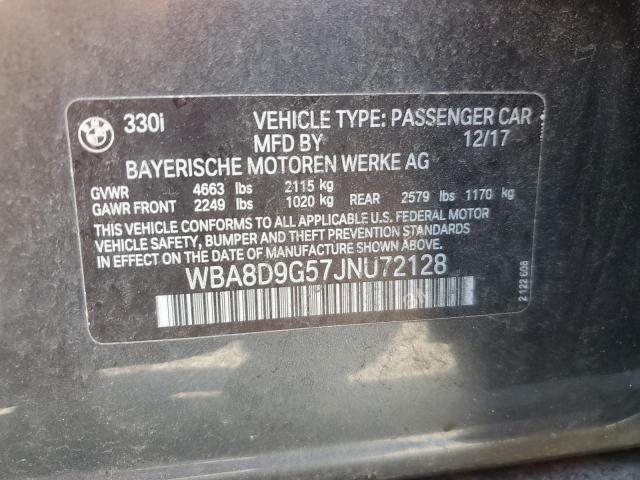 330i VEHICLE TYPE: PASSENGER CAR
MFD BY 12/17
BAYERISCHE MOTOREN WERKE AG
GVWR 4663 lbs 2115 kg
GAWR FRONT 2249 lbs 1020 kg REAR 2579 lbs 1170 kg
THIS VEHICLE CONFORMS TO ALL APPLICABLE U.S. FEDERAL MOTOR
VEHICLE SAFETY, BUMPER AND THEFT PREVENTION STANDARDS
IN EFFECT ON THE DATE OF MANUFACTURE SHOWN ABOVE.
WBA8D9G57JNU72128
2 122 608